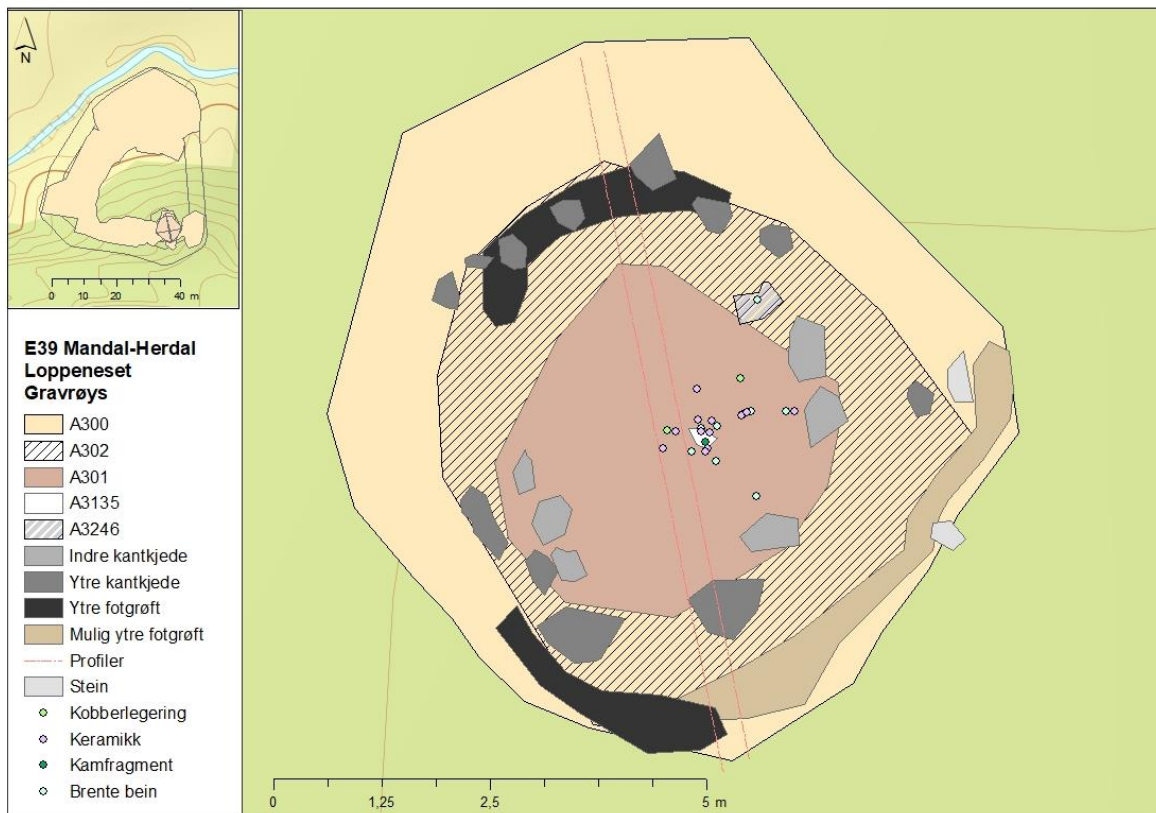 N
0 10 20 40 m
E39 Mandal-Herdal
Loppeneset
Gravrøys
A300
A302
A301
A3135
A3246
Indre kantkjede
Ytre kantkjede
Ytre fotgrøft
Mulig ytre fotgrøft
Profiler
Stein
Kobberlegering
Keramikk
Kamfragment
Brente bein
0 1,25 2,5 5 m